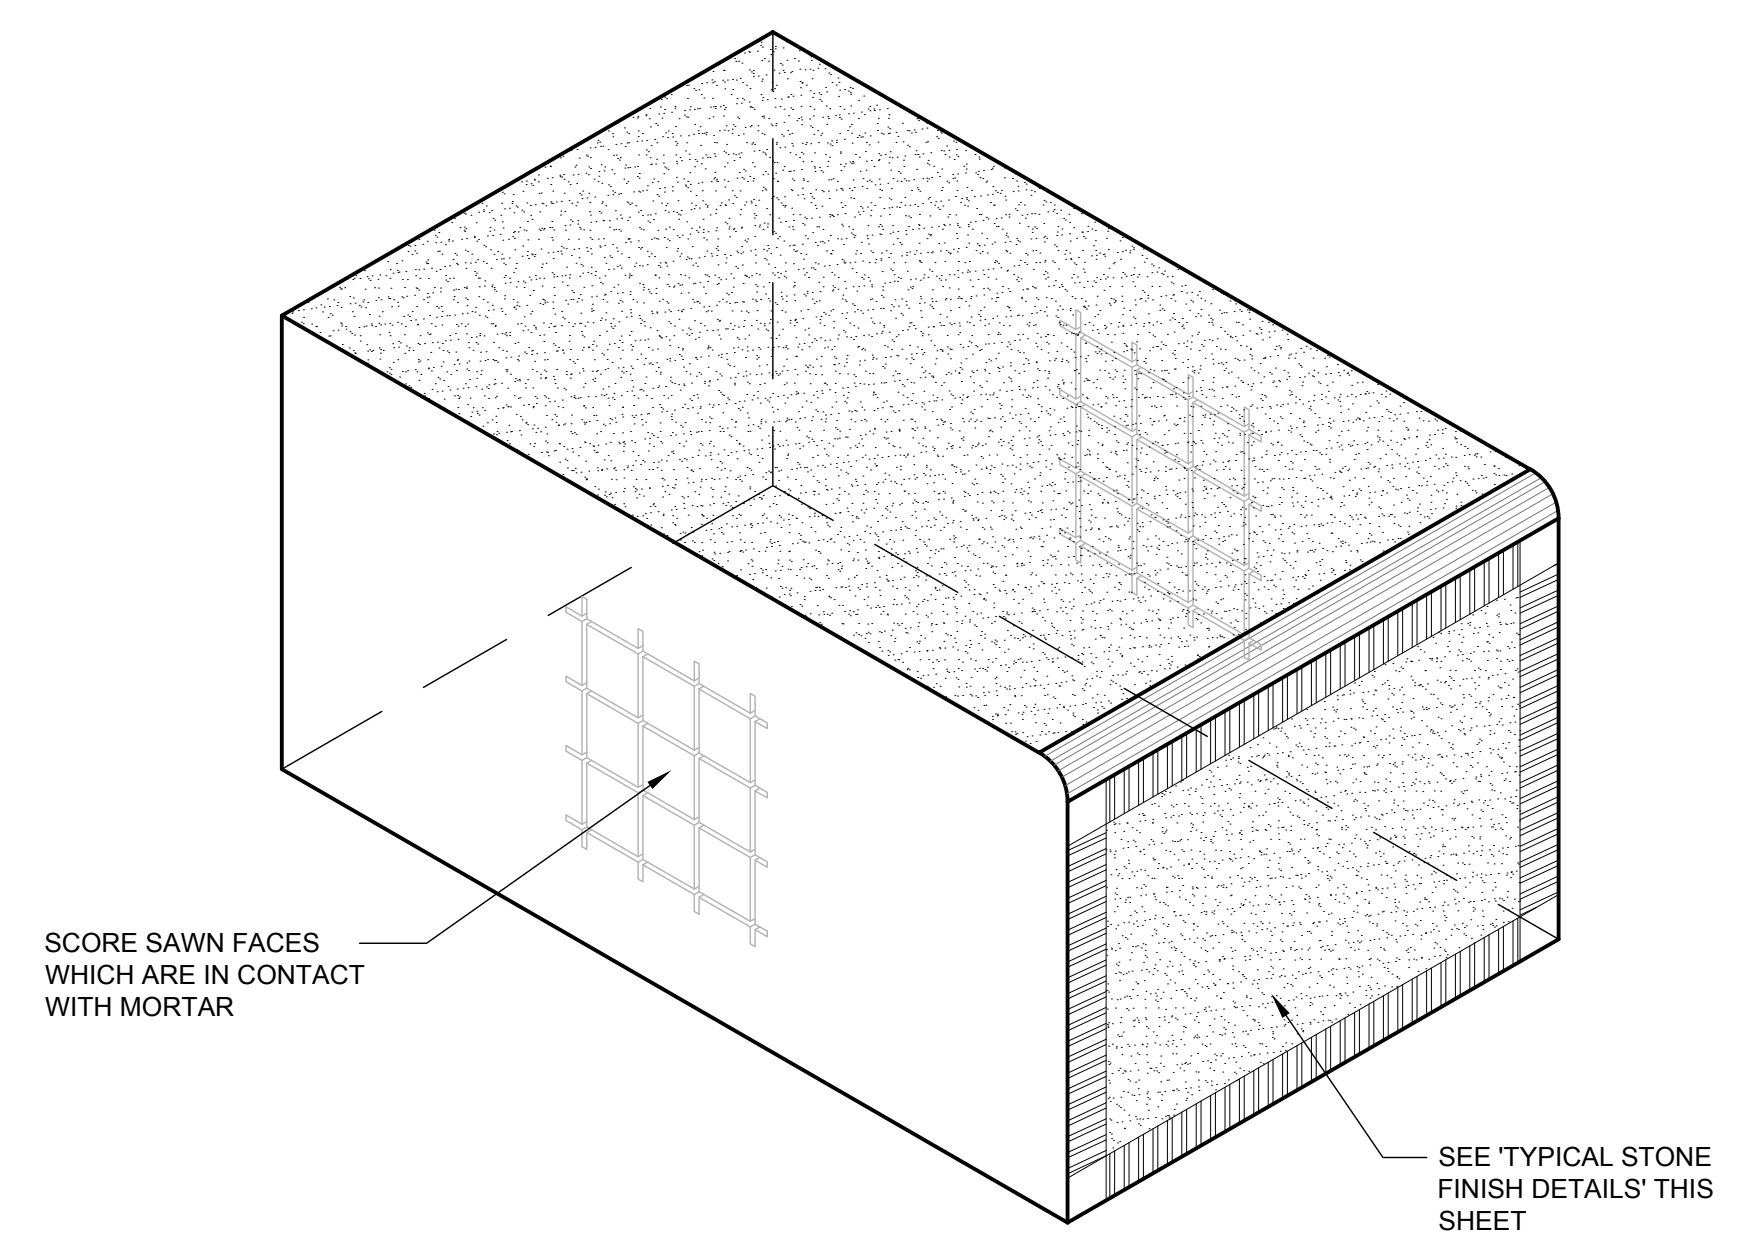 SCORE SAWN FACES
WHICH ARE IN CONTACT
WITH MORTAR
SEE 'TYPICAL STONE
FINISH DETAILS' THIS
SHEET